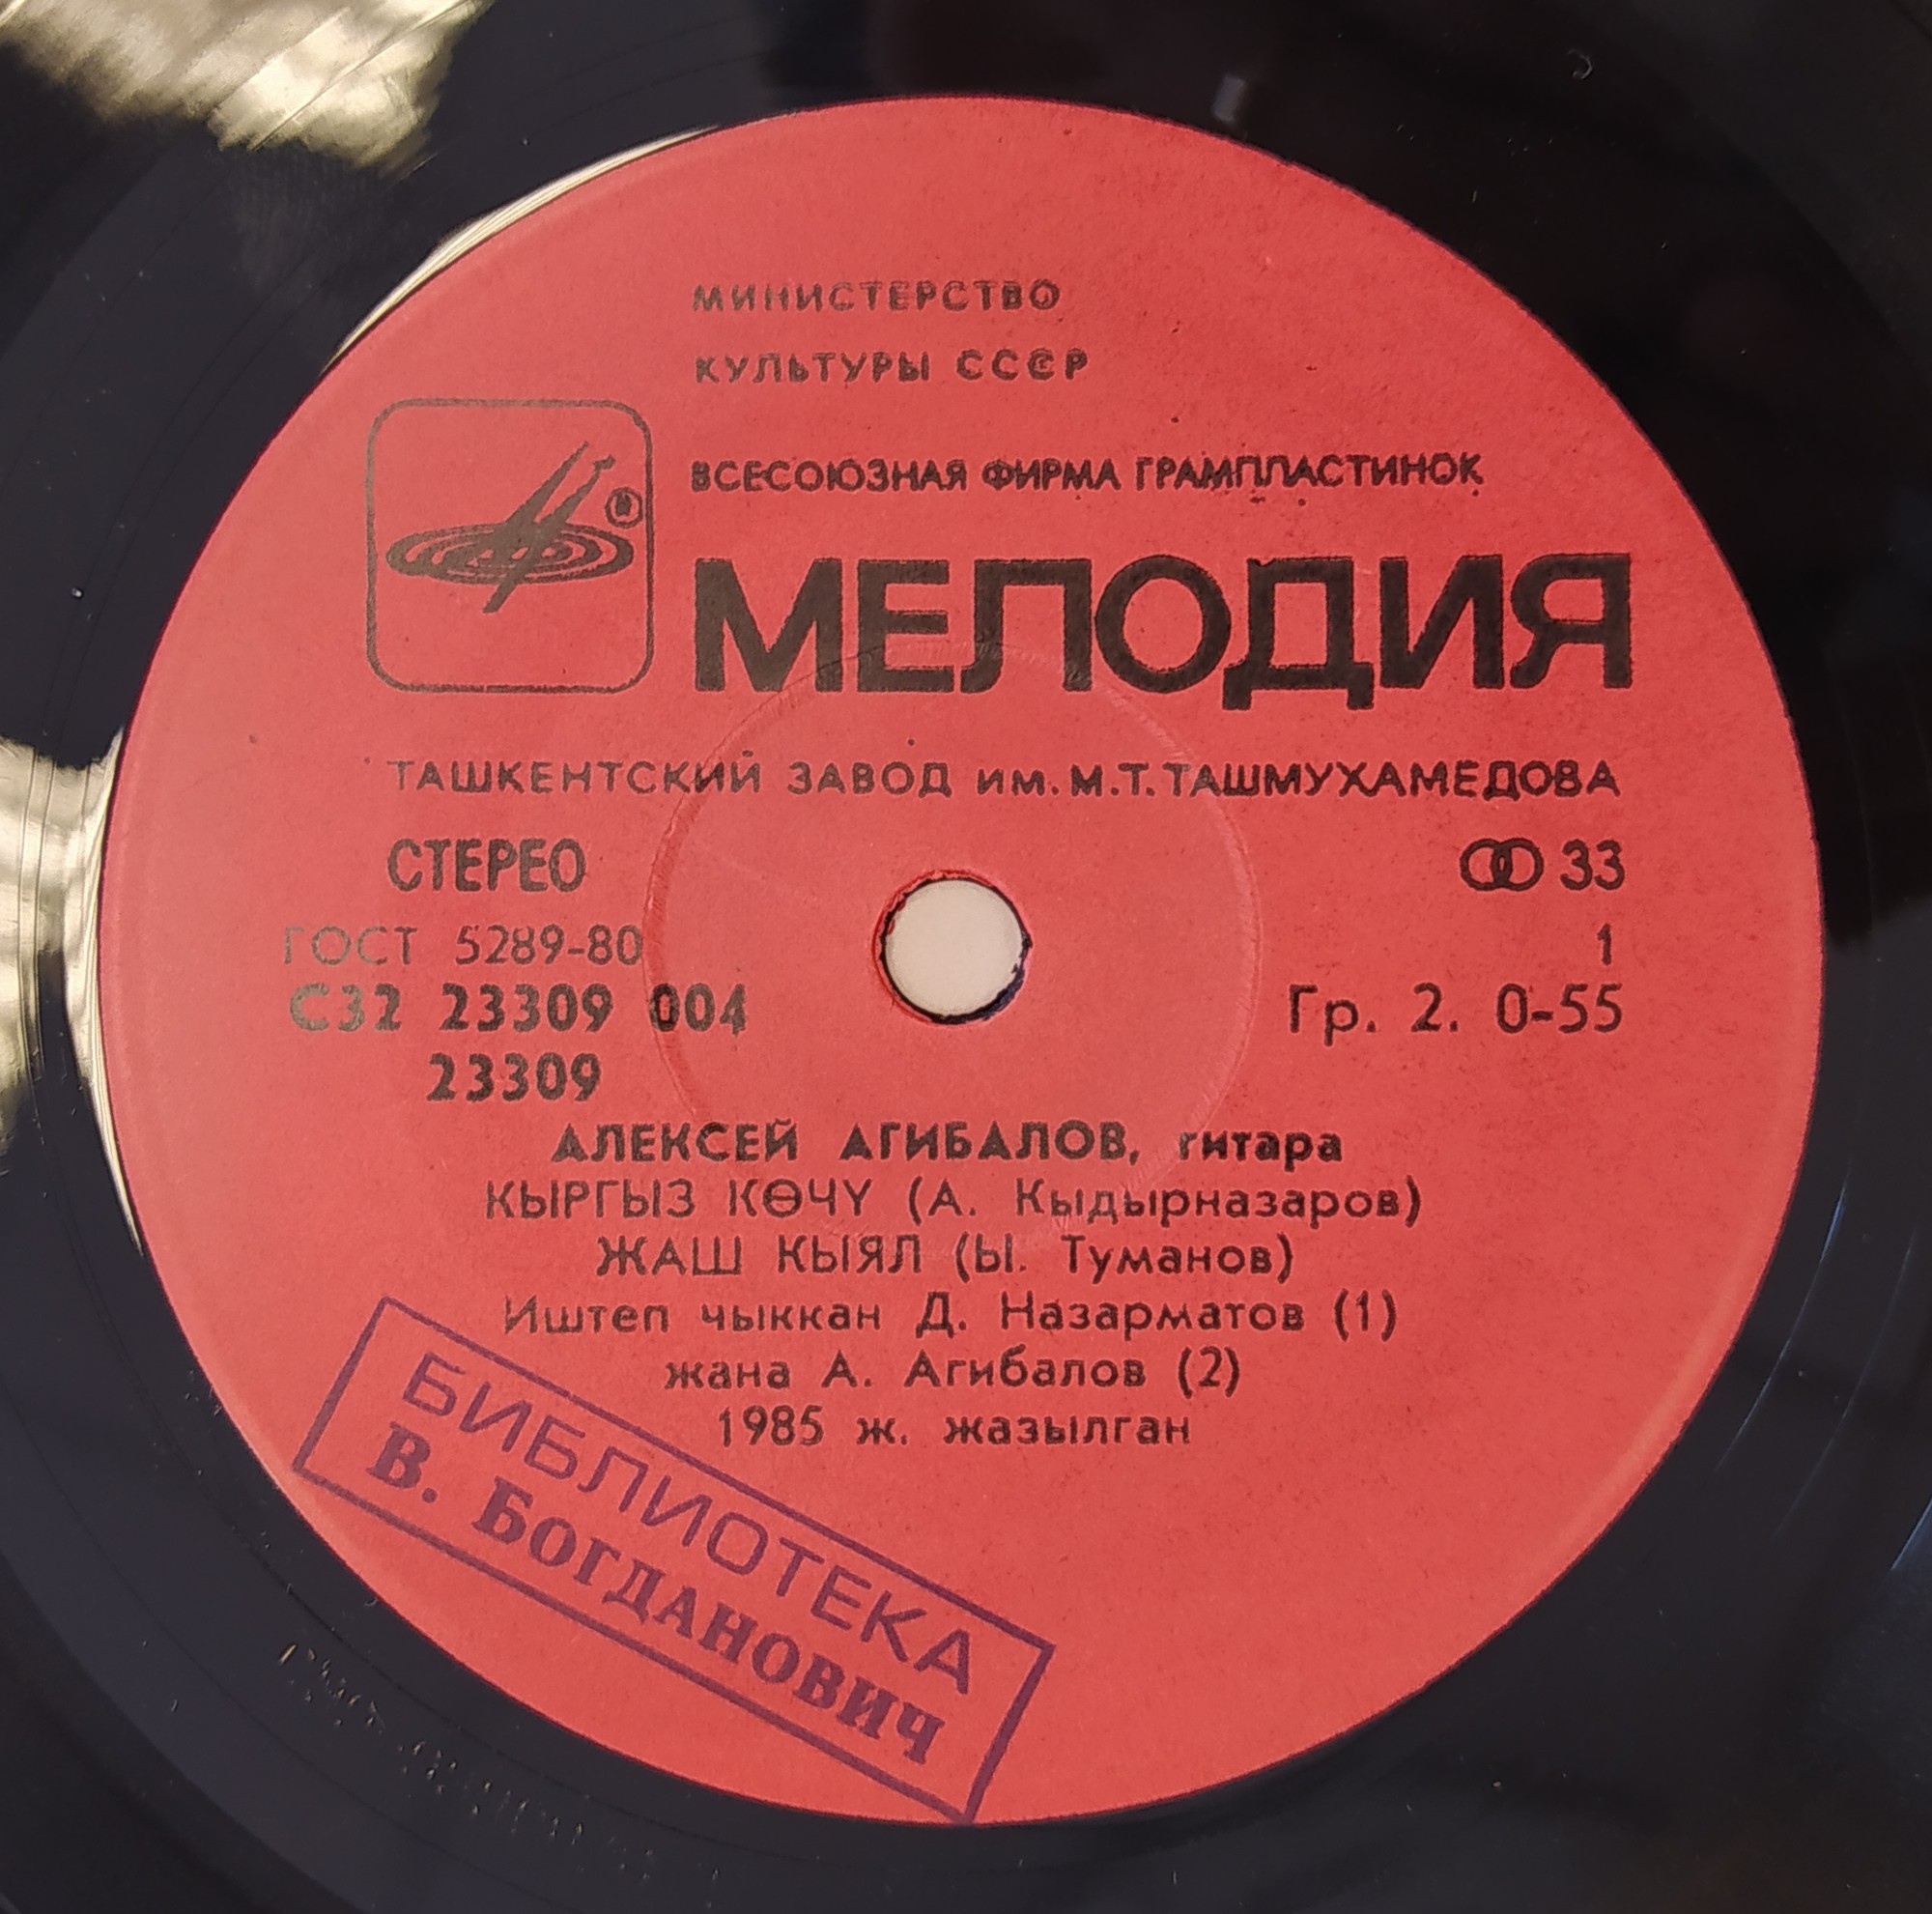 МИНИСТЕРСТВО
КУЛЬТУРЫ СССР
ВСЕСОЮЗНАЯ ФИРМА ГРАМПЛАСТИНОК
®
МЕЛОДИЯ
ТАШКЕНТСКИЙ ЗАВОД им. М.Т.ТАШМУХАМЕДОВА
СТЕРЕО 33
ГОСТ 5289-80 1
С32 23309 004 Гр. 2. 0-55
23309
АЛЕКСЕЙ АГИБАЛОВ, гитара
КЫРГЫЗ КӨЧҮ (А. Кыдырназаров)
ЖАШ КЫЯЛ (Ы. Туманов)
Иштеп чыккан Д. Назарматов (1)
жана А. Агибалов (2)
1985 ж. жазылган
БИБЛИОТЕКА
В. БОГДАНОВИЧ